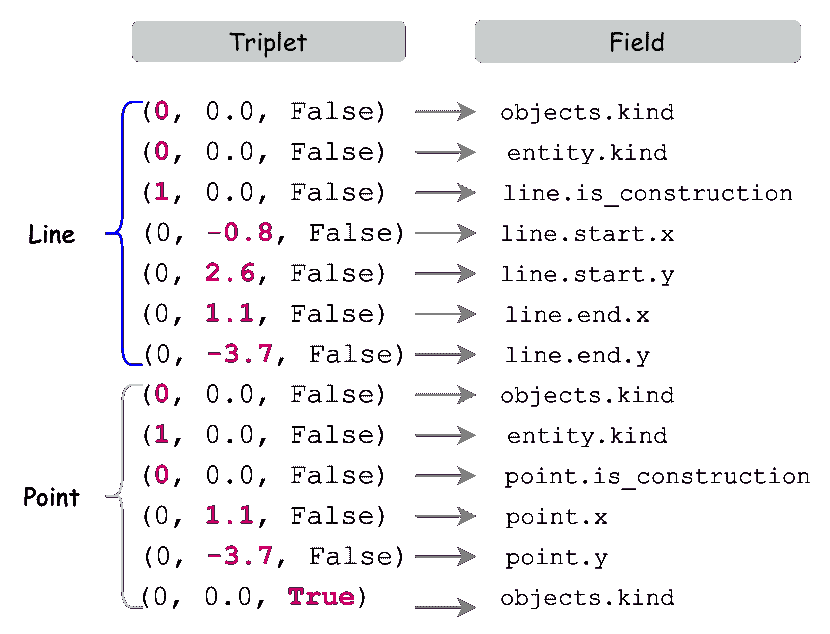 Triplet Field
(0, 0.0, False) objects.kind
(0, 0.0, False) entity.kind
(1, 0.0, False) line.is_construction
Line (0, -0.8, False) line.start.x
(0, 2.6, False) line.start.y
(0, 1.1, False) line.end.x
(0, -3.7, False) line.end.y
(0, 0.0, False) objects.kind
(1, 0.0, False) entity.kind
(0, 0.0, False) point.is_construction
Point (0, 1.1, False) point.x
(0, -3.7, False) point.y
(0, 0.0, True) objects.kind